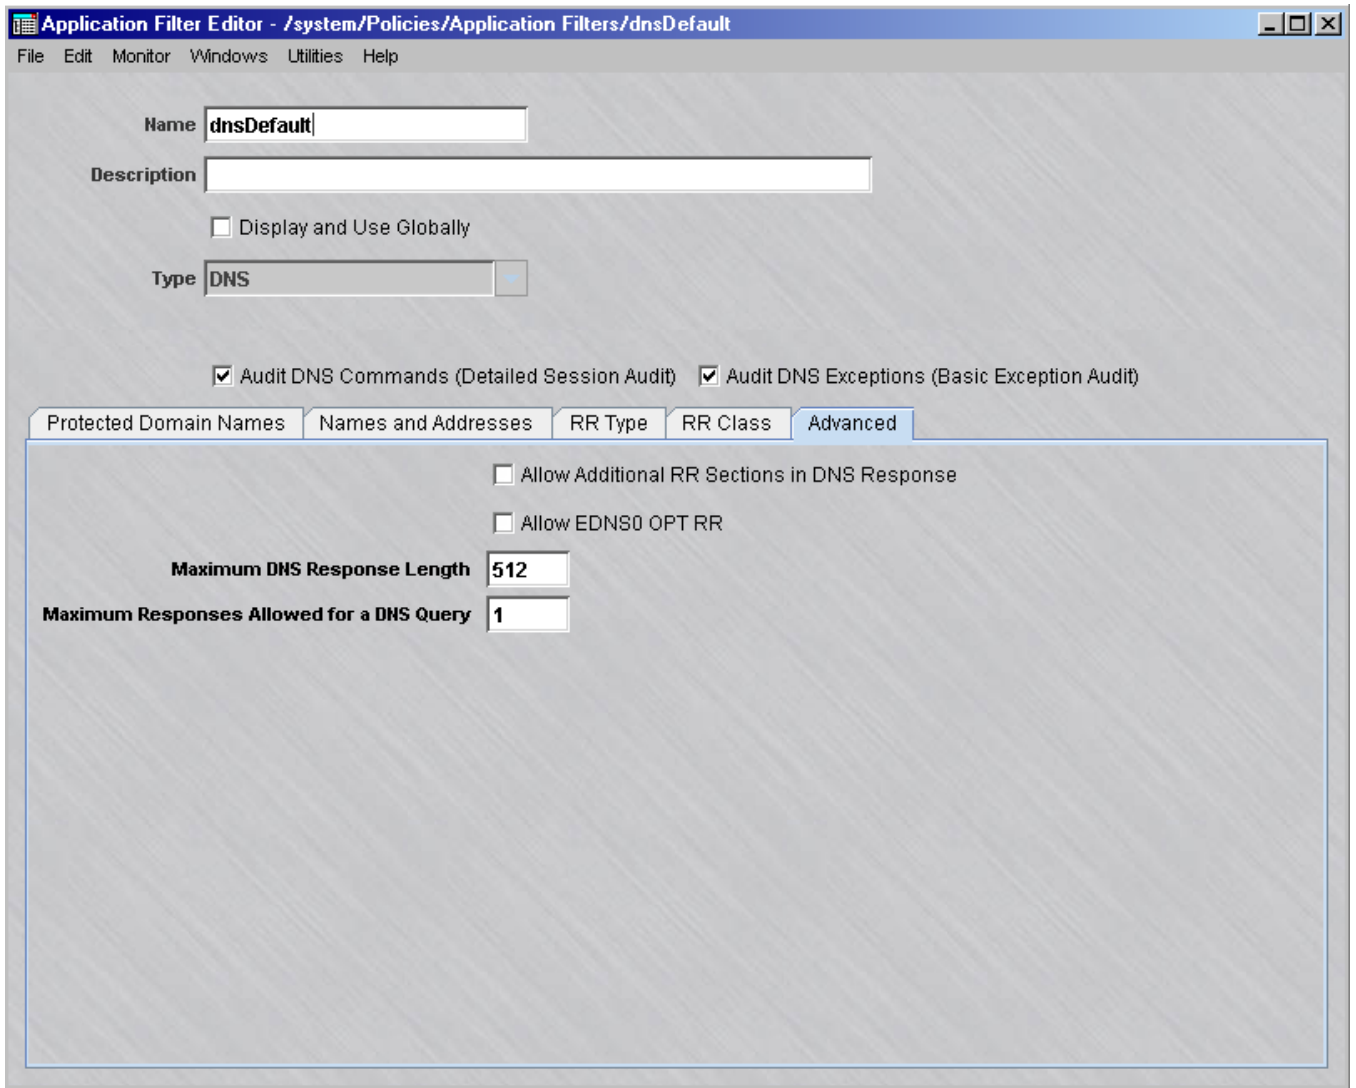 Application Filter Editor - /system/Policies/Application Filters/dnsDefault
File Edit Monitor Windows Utilities Help
Name dnsDefault
Description
Display and Use Globally
Type DNS
Audit DNS Commands (Detailed Session Audit) Audit DNS Exceptions (Basic Exception Audit)
Protected Domain Names Names and Addresses RR Type RR Class Advanced
Allow Additional RR Sections in DNS Response
Allow EDNS0 OPT RR
Maximum DNS Response Length 512
Maximum Responses Allowed for a DNS Query 1